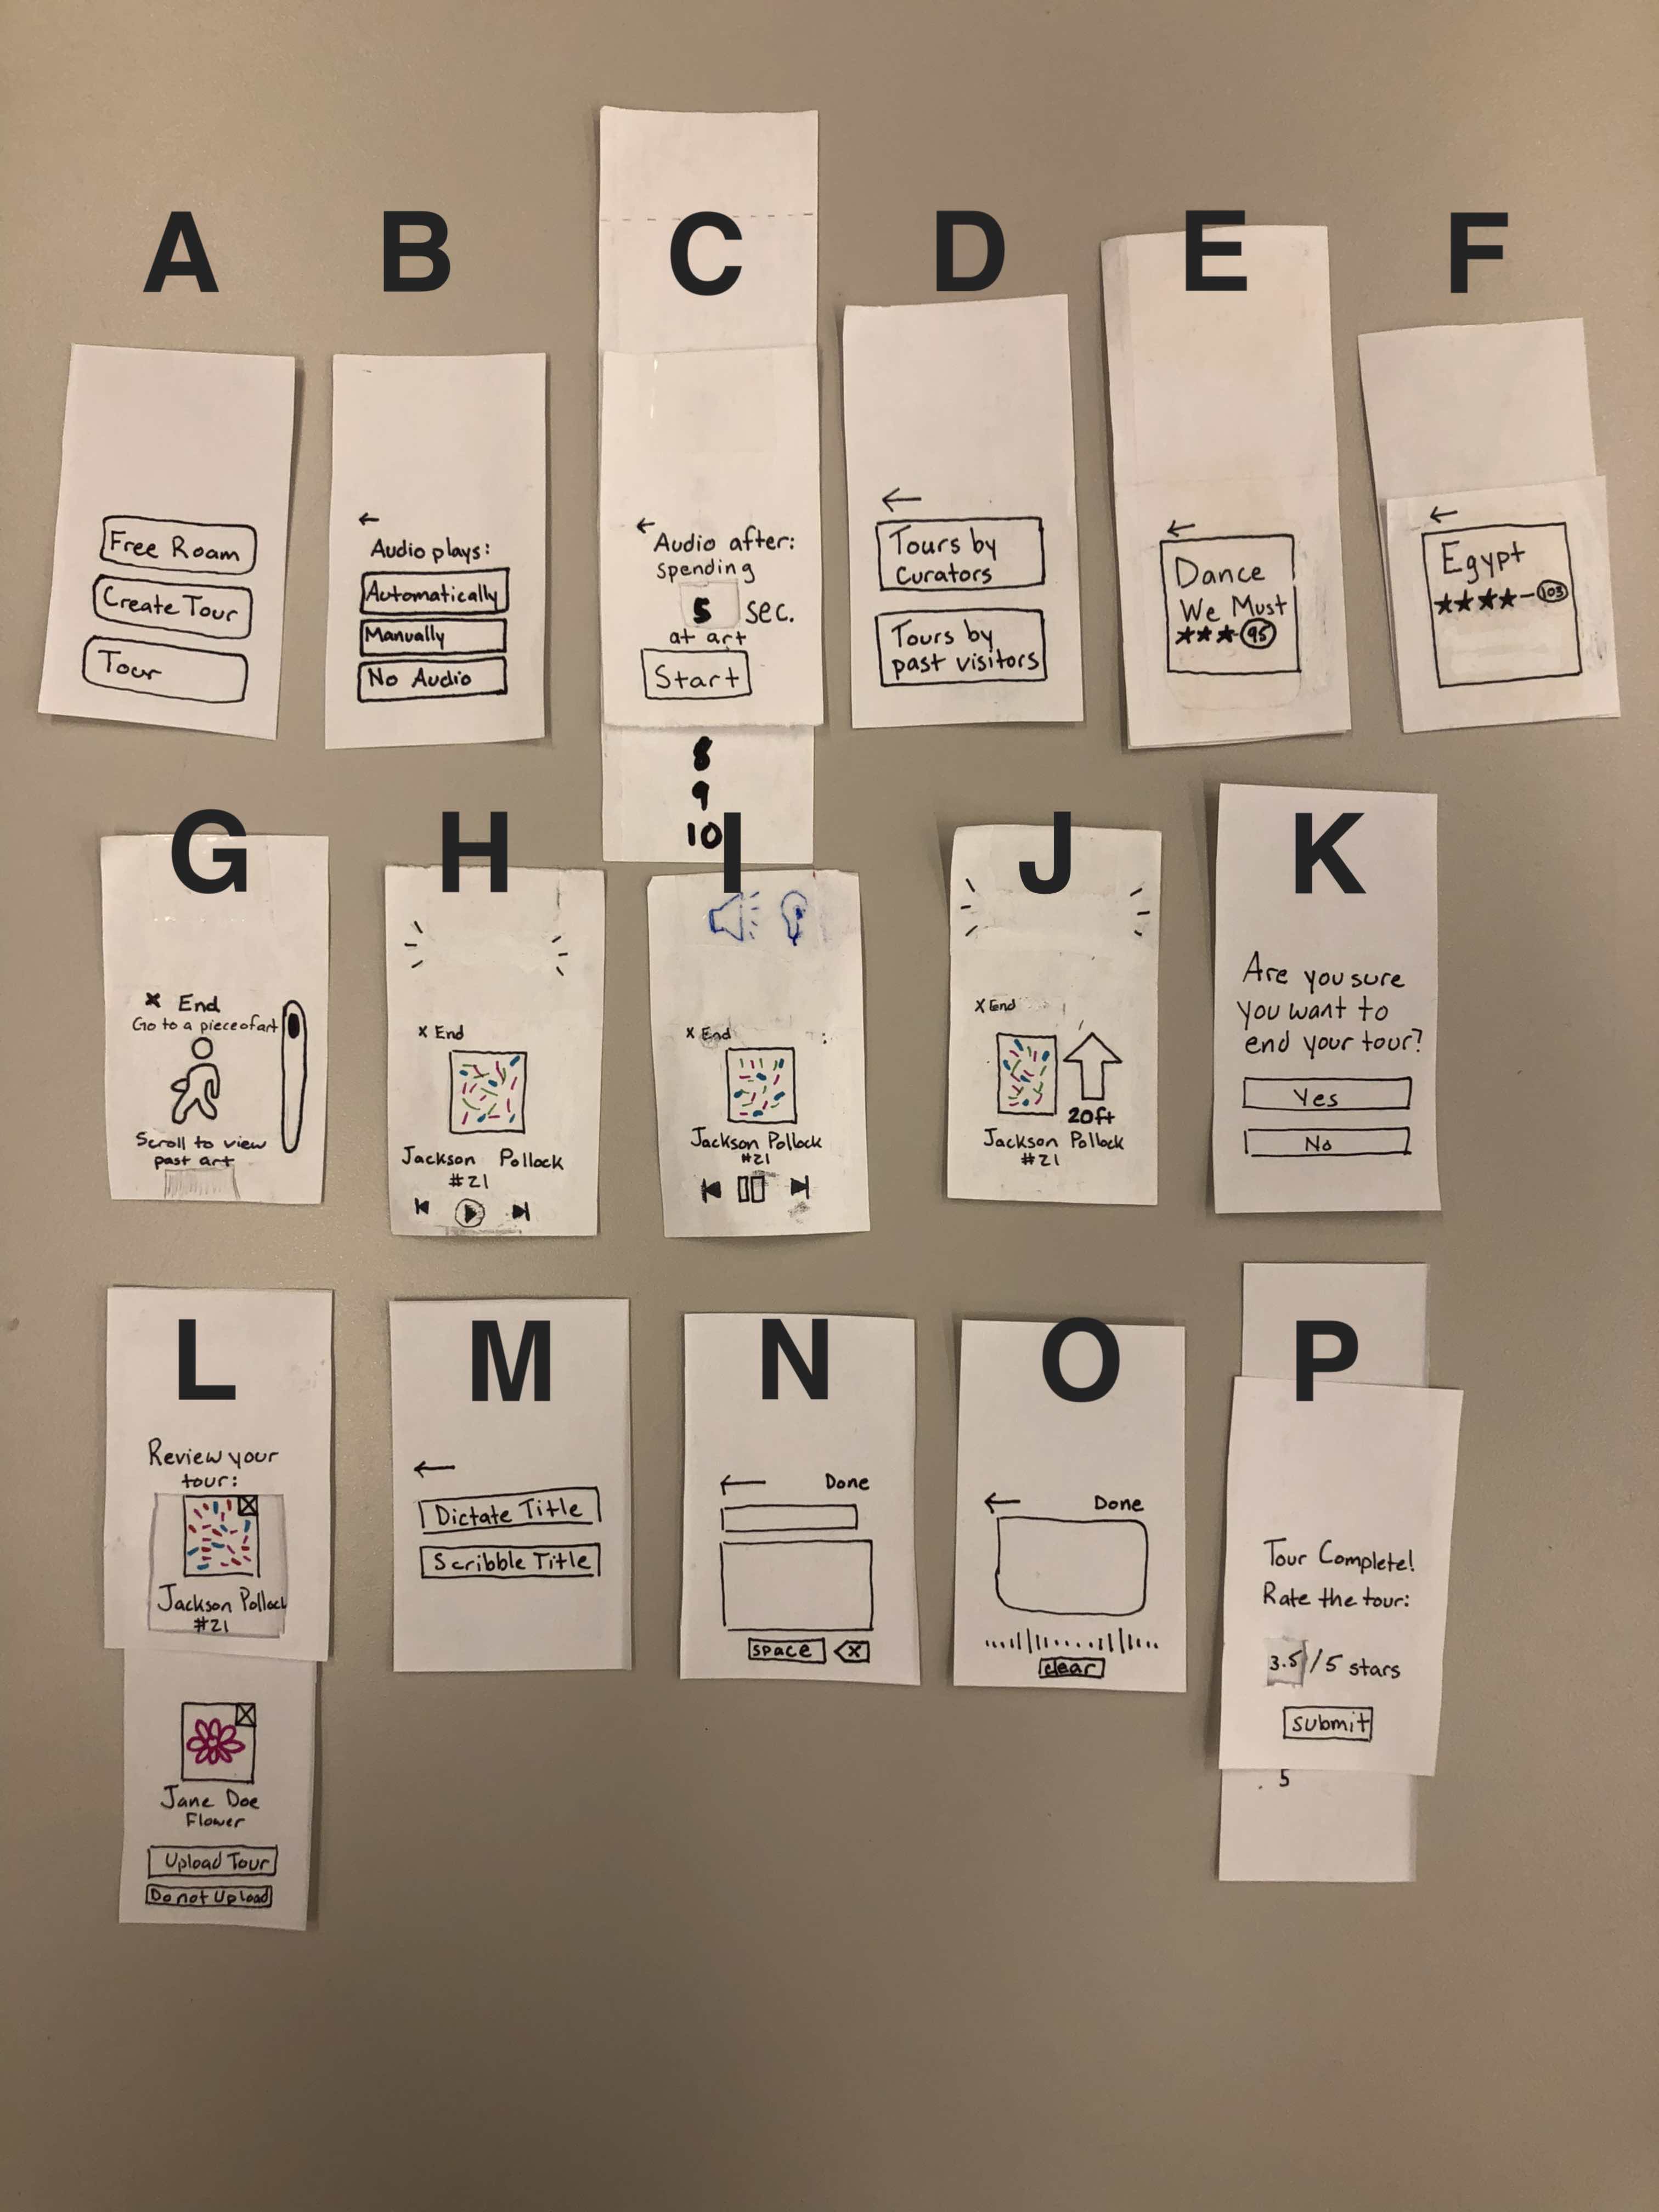 A
B
C
D
E
F
Free Roam
Create Tour
Tour
Audio plays:
Automatically
Manually
No Audio
Audio after:
spending
5 sec.
at art
Start
8
9
10
Tours by
Curators
Tours by
past visitors
Dance
We Must
★★★ 95
Egypt
★★★★- 103
G
H
I
J
K
x End
Go to a piece of art
Scroll to view
past art
x End
Jackson Pollock
#21
x End
Jackson Pollock
#21
x End
20ft
Jackson Pollock
#21
Are you sure
you want to
end your tour?
Yes
No
L
M
N
O
P
Review your
tour:
Jackson Pollock
#21
Jane Doe
Flower
Upload Tour
Do not Upload
Dictate Title
Scribble Title
Done
space
Done
clear
Tour Complete!
Rate the tour:
3.5/5 stars
submit
5